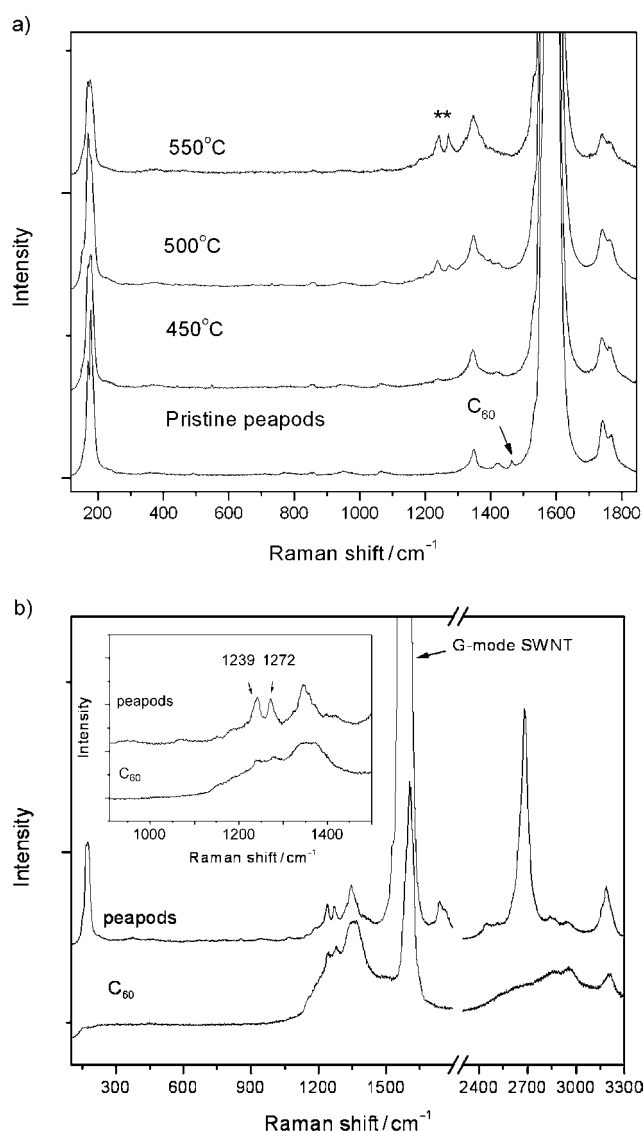 a)
**
550°C
500°C
450°C
C₆₀
Pristine peapods
Intensity
200 400 600 800 1000 1200 1400 1600 1800
Raman shift/cm⁻¹
b)
G-mode SWNT
1239 1272
peapods
C₆₀
Intensity
1000 1200 1400
Raman shift/cm⁻¹
Intensity
peapods
C₆₀
300 600 900 1200 1500 2400 2700 3000 3300
Raman shift/cm⁻¹